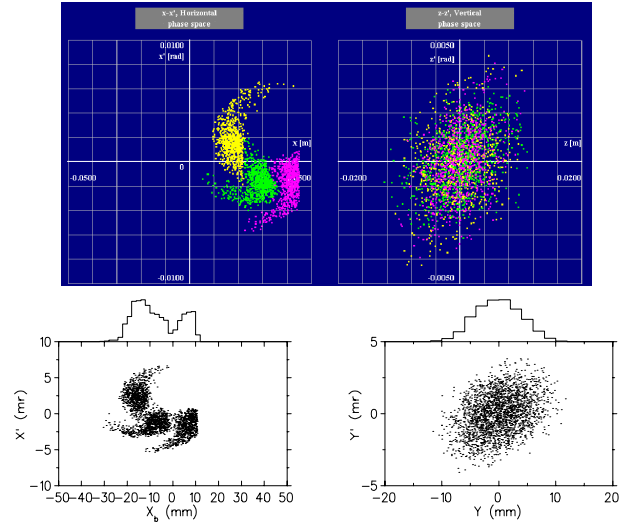 x-x', Horizontal
phase space
z-z', Vertical
phase space
0.0100
x' [rad]
0.0050
z' [rad]
x [m]
z [m]
-0.0500
0
-0.0200
0.0200
-0.0100
-0.0050
10
5
0
-5
-10
X' (mr)
-50-40-30-20-10 0 10 20 30 40 50
X_b (mm)
5
0
-5
Y' (mr)
-20 -10 0 10 20
Y (mm)